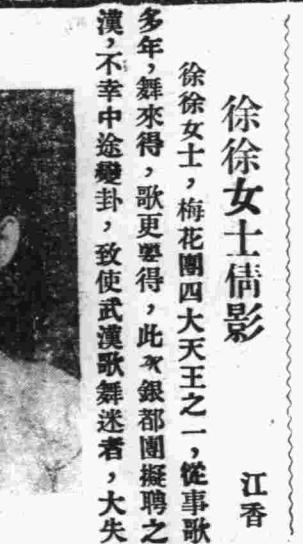 徐徐女士倩影
江香
徐徐女士，梅花團四大天王之一，從事歌
多年，舞來得，歌更要得，此次銀都團擬聘之
漢，不幸中途變卦，致使武漢歌舞迷者，大失